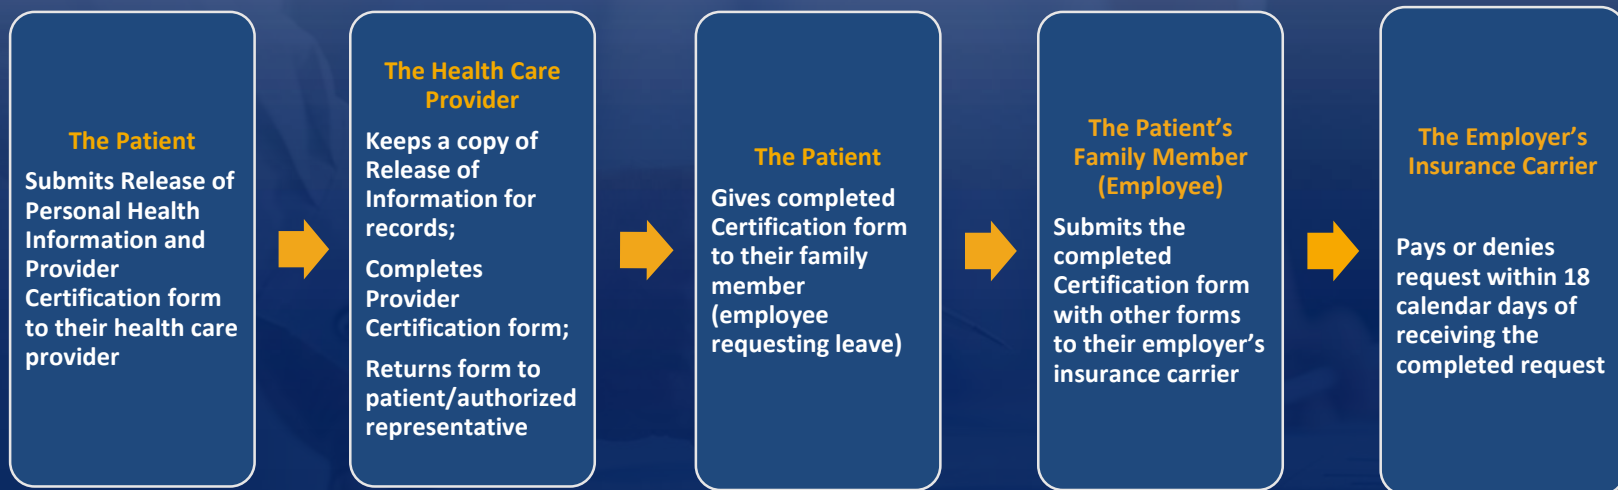 The Patient
Submits Release of
Personal Health
Information and
Provider
Certification form
to their health care
provider
The Health Care
Provider
Keeps a copy of
Release of
Information for
records;
Completes
Provider
Certification form;
Returns form to
patient/authorized
representative
The Patient
Gives completed
Certification form
to their family
member
(employee
requesting leave)
The Patient’s
Family Member
(Employee)
Submits the
completed
Certification form
with other forms
to their employer’s
insurance carrier
The Employer’s
Insurance Carrier
Pays or denies
request within 18
calendar days of
receiving the
completed request